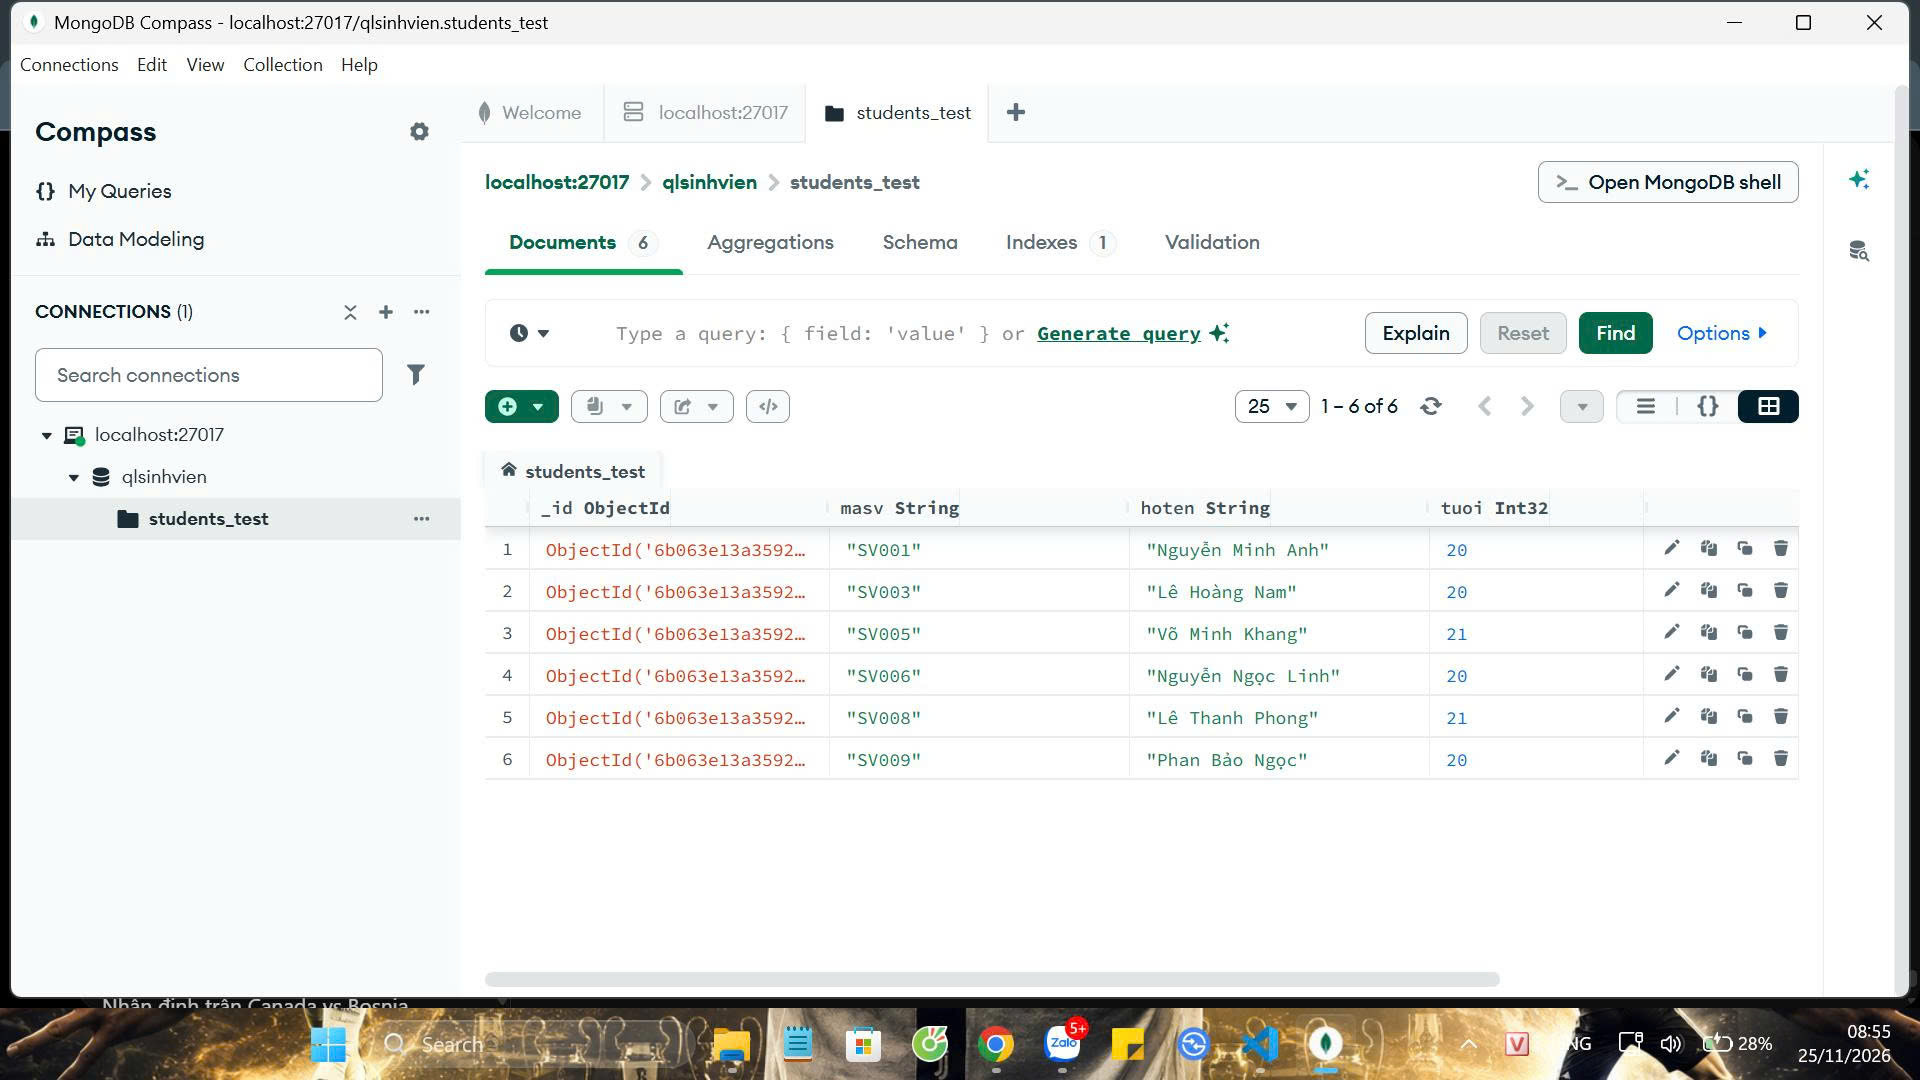 MongoDB Compass - localhost:27017/qlsinhvien.students_test
Connections Edit View Collection Help
Compass
My Queries
Data Modeling
CONNECTIONS (1)
Search connections
localhost:27017
qlsinhvien
students_test
Welcome localhost:27017 students_test
localhost:27017 > qlsinhvien > students_test
>_ Open MongoDB shell
Documents 6 Aggregations Schema Indexes 1 Validation
Type a query: { field: 'value' } or Generate query
Explain Reset Find Options
25 1 – 6 of 6
students_test
_id ObjectId masv String hoten String tuoi Int32
1 ObjectId('6b063e13a3592… "SV001" "Nguyễn Minh Anh" 20
2 ObjectId('6b063e13a3592… "SV003" "Lê Hoàng Nam" 20
3 ObjectId('6b063e13a3592… "SV005" "Võ Minh Khang" 21
4 ObjectId('6b063e13a3592… "SV006" "Nguyễn Ngọc Linh" 20
5 ObjectId('6b063e13a3592… "SV008" "Lê Thanh Phong" 21
6 ObjectId('6b063e13a3592… "SV009" "Phan Bảo Ngọc" 20
Nhận định trận Canada vs Bosnia
Search
Zalo
5+
V
NG
28%
08:55
25/11/2026